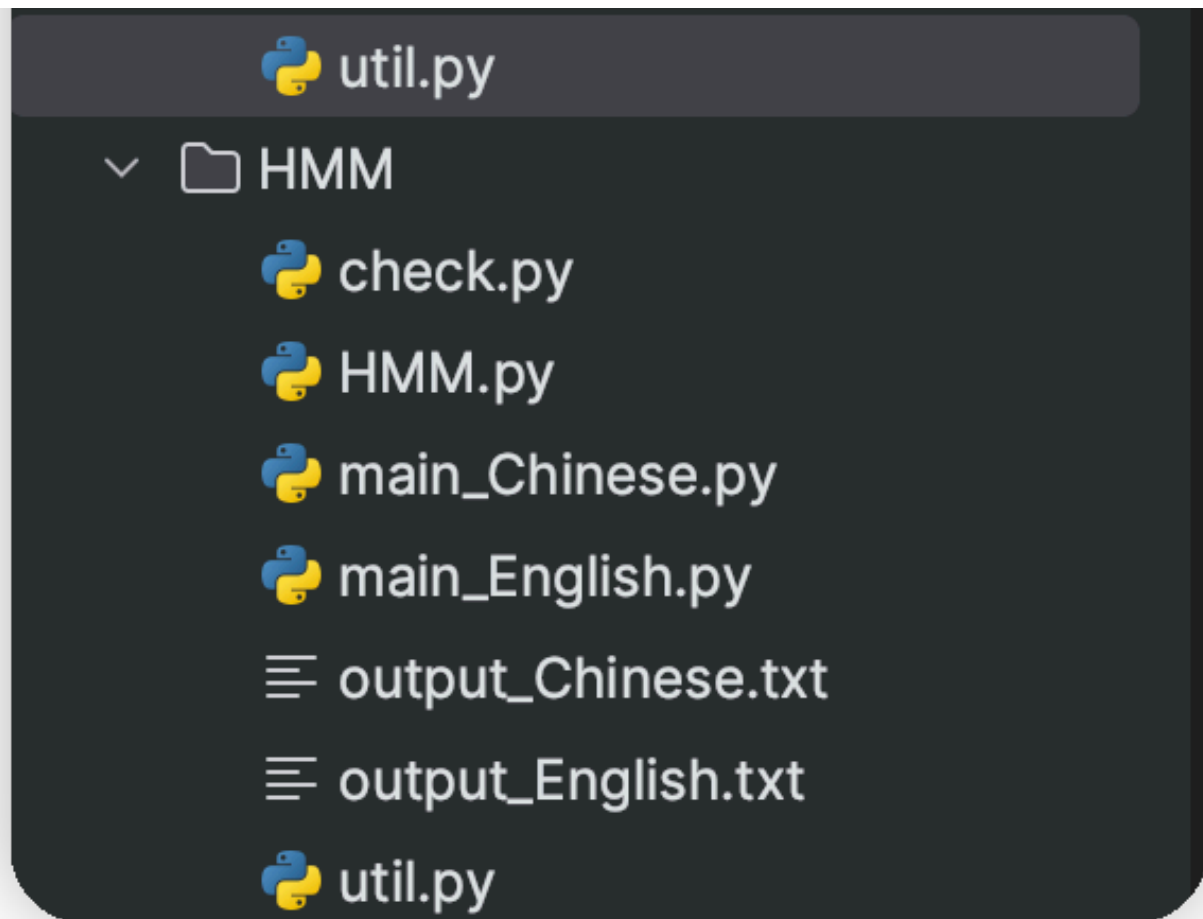 util.py
HMM
check.py
HMM.py
main_Chinese.py
main_English.py
output_Chinese.txt
output_English.txt
util.py